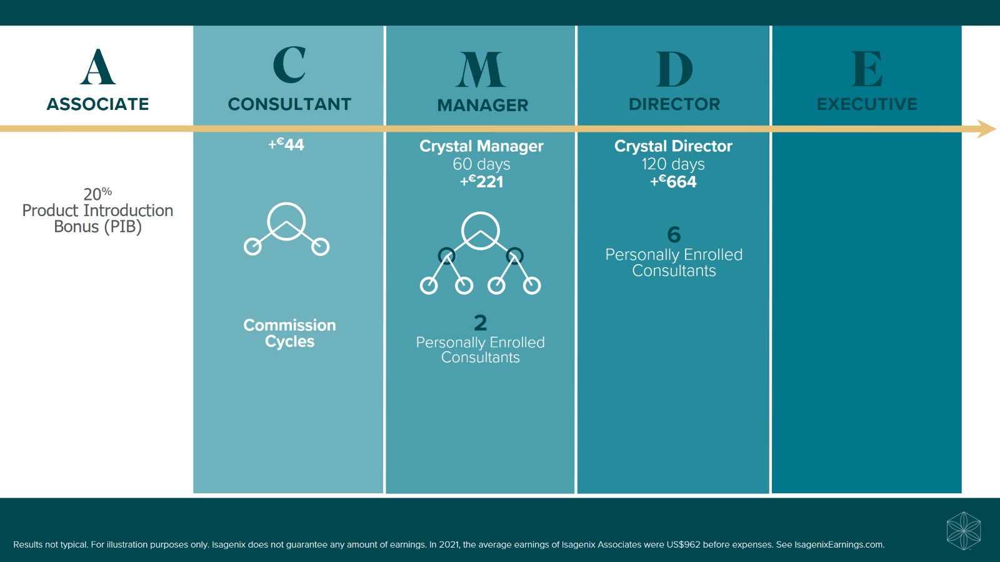 A
ASSOCIATE
20%
Product Introduction
Bonus (PIB)
C
CONSULTANT
+€44
Commission
Cycles
M
MANAGER
Crystal Manager
60 days
+€221
2
Personally Enrolled
Consultants
D
DIRECTOR
Crystal Director
120 days
+€664
6
Personally Enrolled
Consultants
E
EXECUTIVE
Results not typical. For illustration purposes only. Isagenix does not guarantee any amount of earnings. In 2021, the average earnings of Isagenix Associates were US$962 before expenses. See IsagenixEarnings.com.